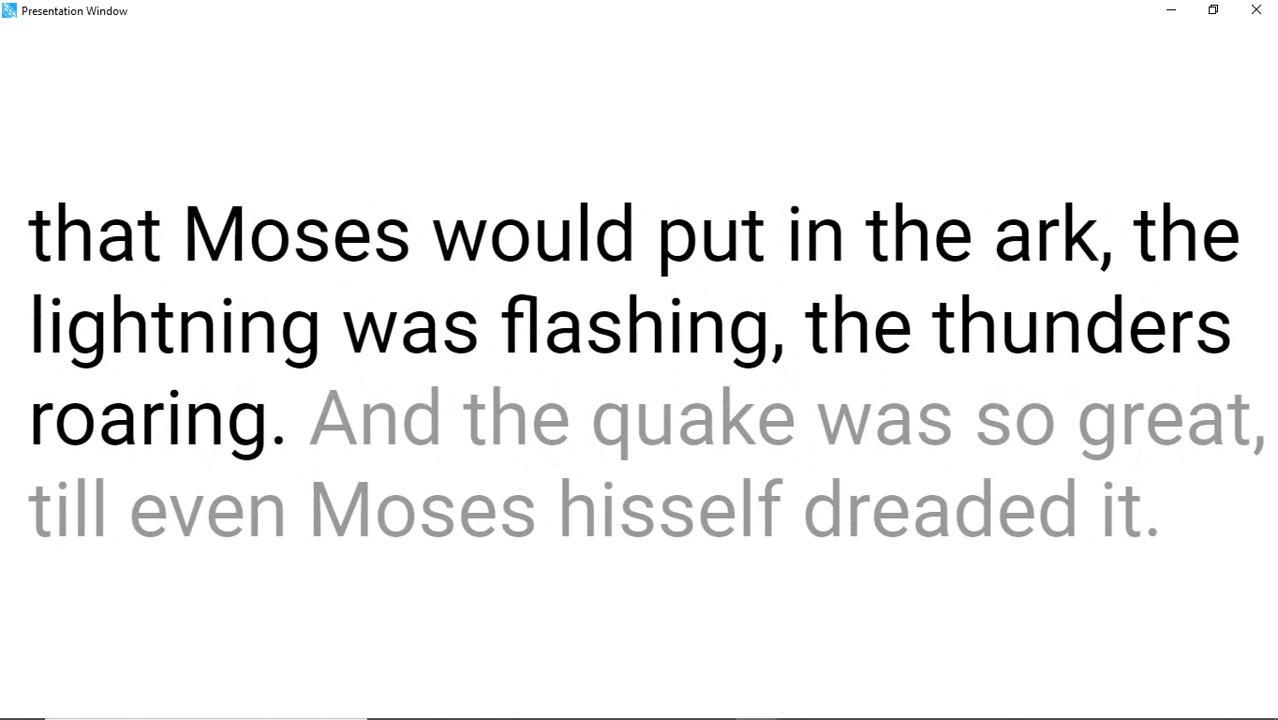 Presentation Window
that Moses would put in the ark, the
lightning was flashing, the thunders
roaring. And the quake was so great,
till even Moses hisself dreaded it.